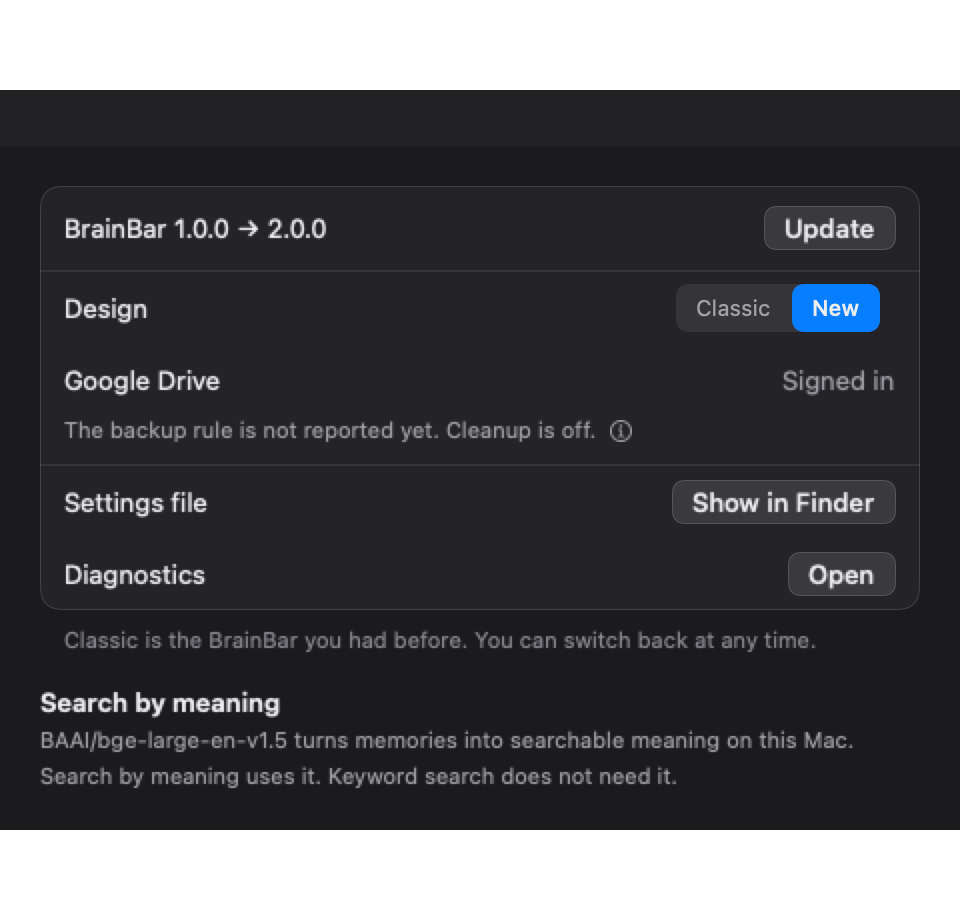 BrainBar 1.0.0 → 2.0.0
Update
Design
Classic
New
Google Drive
Signed in
The backup rule is not reported yet. Cleanup is off.
Settings file
Show in Finder
Diagnostics
Open
Classic is the BrainBar you had before. You can switch back at any time.
Search by meaning
BAAI/bge-large-en-v1.5 turns memories into searchable meaning on this Mac.
Search by meaning uses it. Keyword search does not need it.